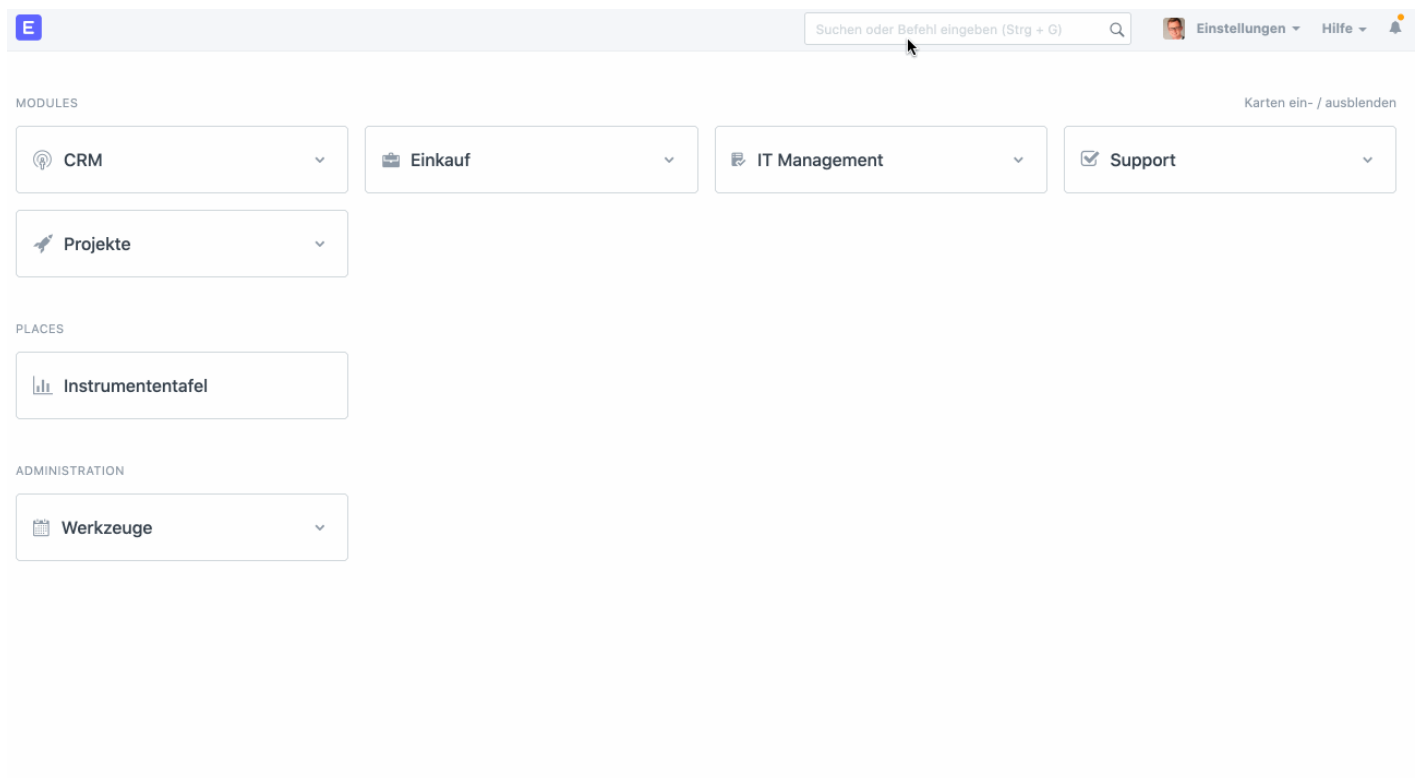 E
Suchen oder Befehl eingeben (Strg + G)
Einstellungen
Hilfe
MODULES
Karten ein- / ausblenden
CRM
Einkauf
IT Management
Support
Projekte
PLACES
Instrumententafel
ADMINISTRATION
Werkzeuge